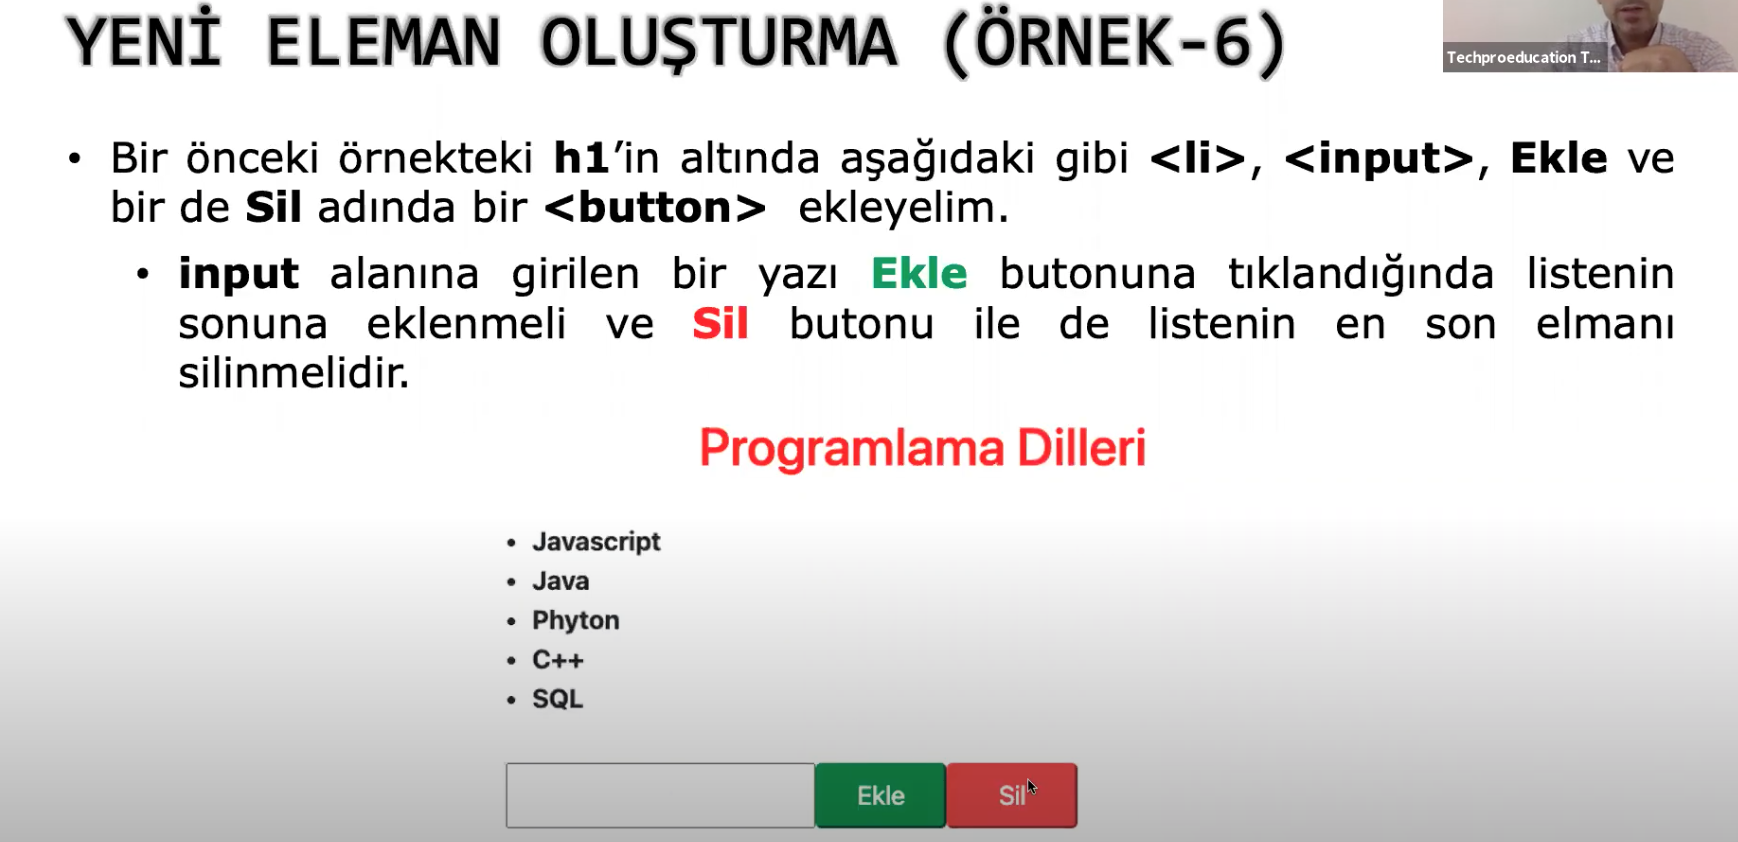 YENİ ELEMAN OLUŞTURMA (ÖRNEK-6)
Techproeducation T...
• Bir önceki örnekteki h1’in altında aşağıdaki gibi <li>, <input>, Ekle ve
bir de Sil adında bir <button> ekleyelim.
• input alanına girilen bir yazı Ekle butonuna tıklandığında listenin
sonuna eklenmeli ve Sil butonu ile de listenin en son elmanı
silinmelidir.
Programlama Dilleri
• Javascript
• Java
• Phyton
• C++
• SQL
Ekle Sil